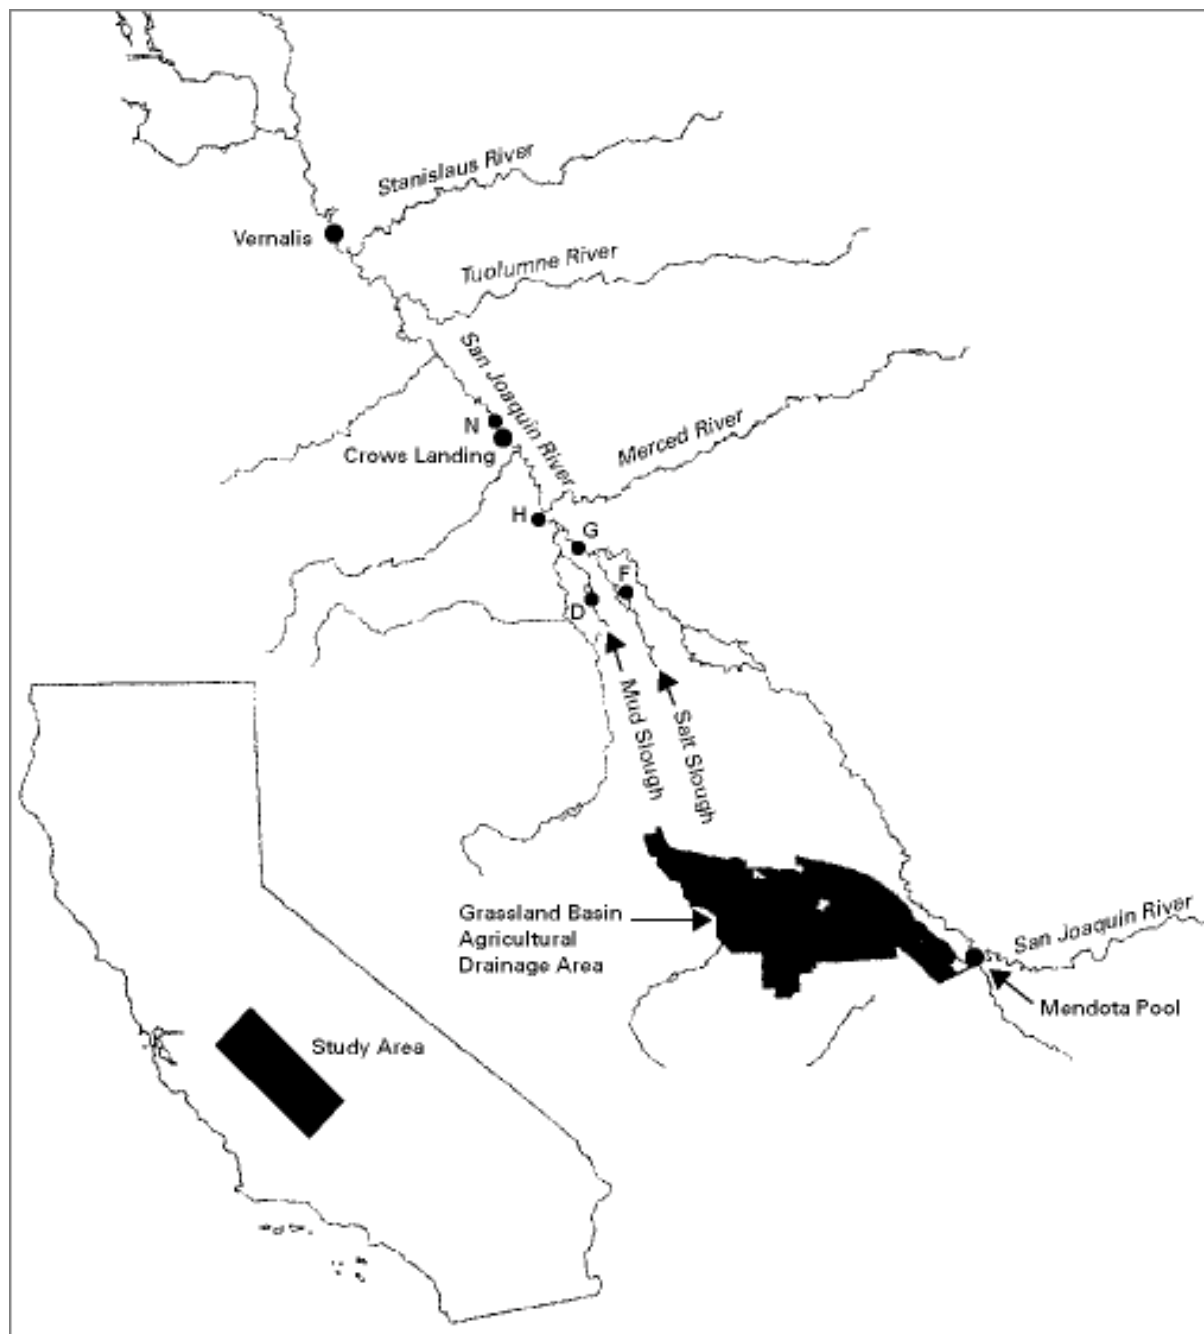 Stanislaus River
Vernalis
Tuolumne River
San Joaquin River
N
Crows Landing
Merced River
H
G
F
D
Mud Slough
Salt Slough
Grassland Basin
Agricultural
Drainage Area
San Joaquin River
Mendota Pool
Study Area